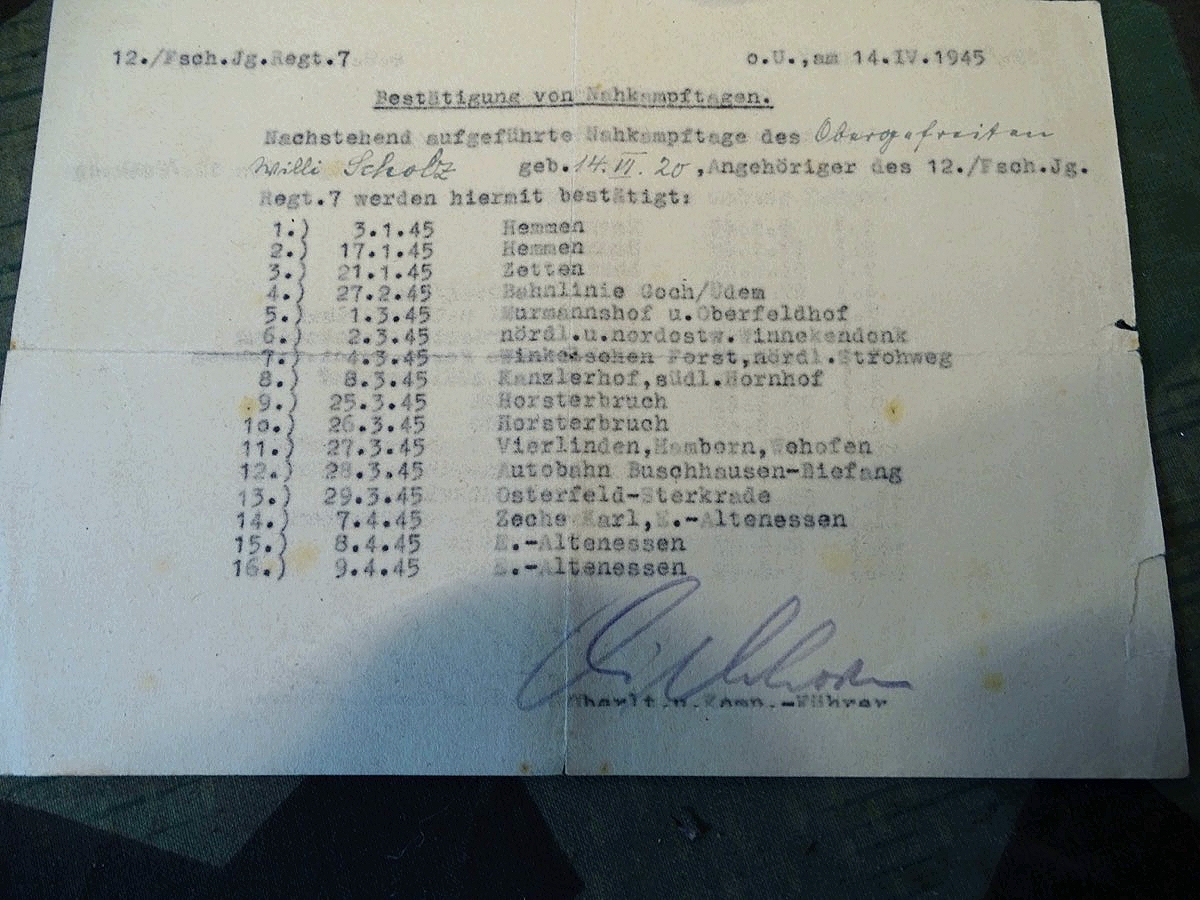 12./Fsch.Jg.Regt.7 o.U.,am 14.IV.1945
Bestätigung von Nahkampftagen.
Nachstehend aufgeführte Nahkampftage des Obergefreiten
Willi Scholz geb. 14. VI. 20 ,Angehöriger des 12./Fsch.Jg.
Regt.7 werden hiermit bestätigt:
1.) 3.1.45 Hemmen
2.) 17.1.45 Hemmen
3.) 21.1.45 Zetten
4.) 27.2.45 Bahnlinie Goch/Üdem
5.) 1.3.45 Murmannshof u.Oberfeldhof
6.) 2.3.45 nördl.u.nordostw.Winnekendonk
7.) 4.3.45 Forst,nördl.Strohweg
8.) 8.3.45 Kanzlerhof,südl.Hornhof
9.) 25.3.45 Horsterbruch
10.) 26.3.45 Horsterbruch
11.) 27.3.45 Vierlinden,Hamborn,Wehofen
12.) 28.3.45 Autobahn Buschhausen-Biefang
13.) 29.3.45 Osterfeld-Sterkrade
14.) 7.4.45 Zeche Karl,E.-Altenessen
15.) 8.4.45 E.-Altenessen
16.) 9.4.45 E.-Altenessen
Oberlt.u.Komp.-Führer